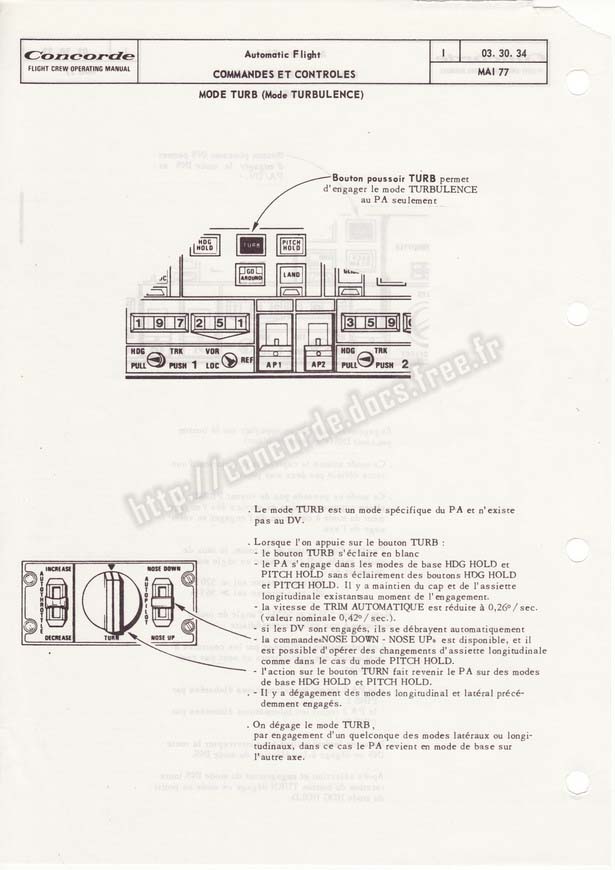 Concorde
FLIGHT CREW OPERATING MANUAL
Automatic Flight
COMMANDES ET CONTROLES
I
03. 30. 34
MAI 77
MODE TURB (Mode TURBULENCE)
Bouton poussoir TURB permet
d'engager le mode TURBULENCE
au PA seulement
HDG
HOLD
TURB
PITCH
HOLD
GO
AROUND
LAND
197
251
359
HDG
TRK
VOR
PULL
PUSH
1
LOC
REF
AP1
AP2
HDG
TRK
PULL
PUSH
2
http://concorde.docs.free.fr
. Le mode TURB est un mode spécifique du PA et n'existe
pas au DV.
. Lorsque l'on appuie sur le bouton TURB :
- le bouton TURB s'éclaire en blanc
- le PA s'engage dans les modes de base HDG HOLD et
PITCH HOLD sans éclairement des boutons HDG HOLD
et PITCH HOLD. Il y a maintien du cap et de l'assiette
longitudinale existants au moment de l'engagement.
- la vitesse de TRIM AUTOMATIQUE est réduite à 0,26°/sec.
(valeur nominale 0,42°/sec.).
- si les DV sont engagés, ils se débrayent automatiquement
- la commande «NOSE DOWN - NOSE UP» est disponible, et il
est possible d'opérer des changements d'assiette longitudinale
comme dans le cas du mode PITCH HOLD.
- l'action sur le bouton TURN fait revenir le PA sur des modes
de base HDG HOLD et PITCH HOLD.
- Il y a dégagement des modes longitudinal et latéral précé-
demment engagés.
. On dégage le mode TURB,
par engagement d'un quelconque des modes latéraux ou longi-
tudinaux, dans ce cas le PA revient en mode de base sur
l'autre axe.
INCREASE
AUTOTHROTTLE
DECREASE
TURN
NOSE DOWN
AUTOPILOT
NOSE UP